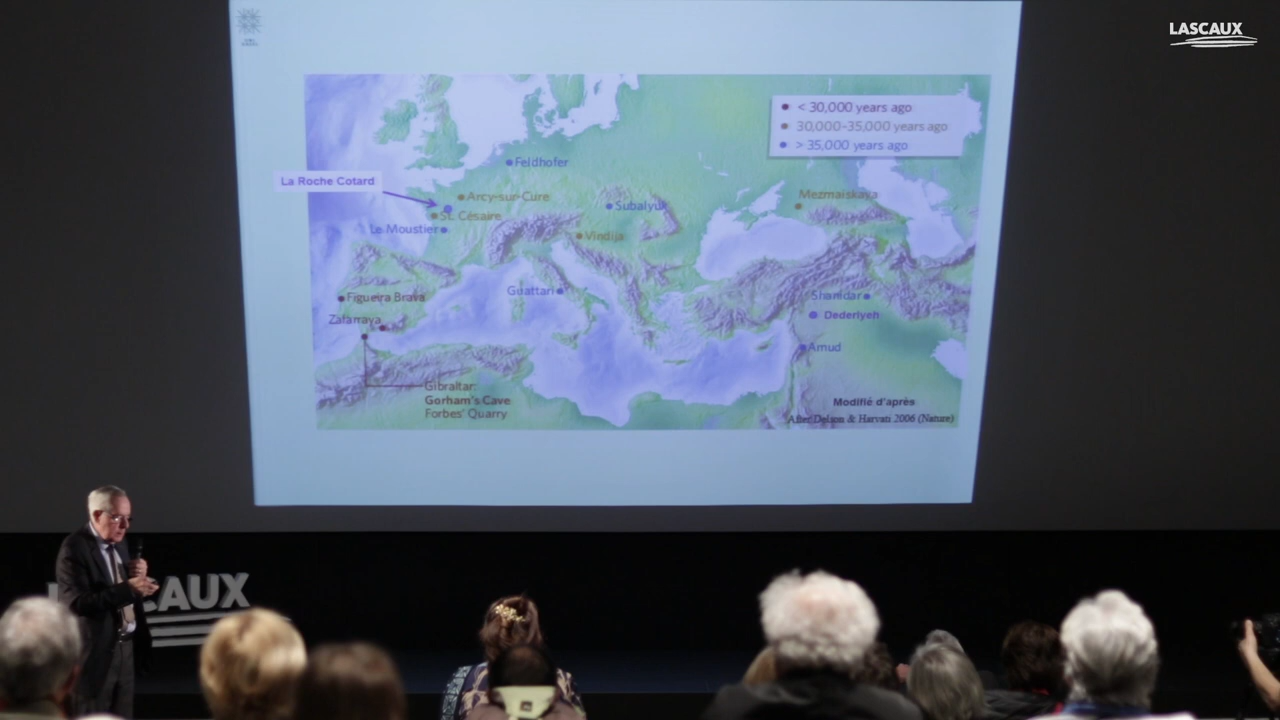 LASCAUX
< 30,000 years ago
30,000-35,000 years ago
> 35,000 years ago
Feldhofer
La Roche Cotard
Arcy-sur-Cure
Mezmaiskaya
Subalyuk
St. Césaire
Le Moustier
Vindija
Guattari
Figueira Brava
Shanidar
Dederiyeh
Zafarraya
Amud
Gibraltar:
Gorham's Cave
Forbes' Quarry
Modifié d'après
After Delson & Harvati 2006 (Nature)
CAUX